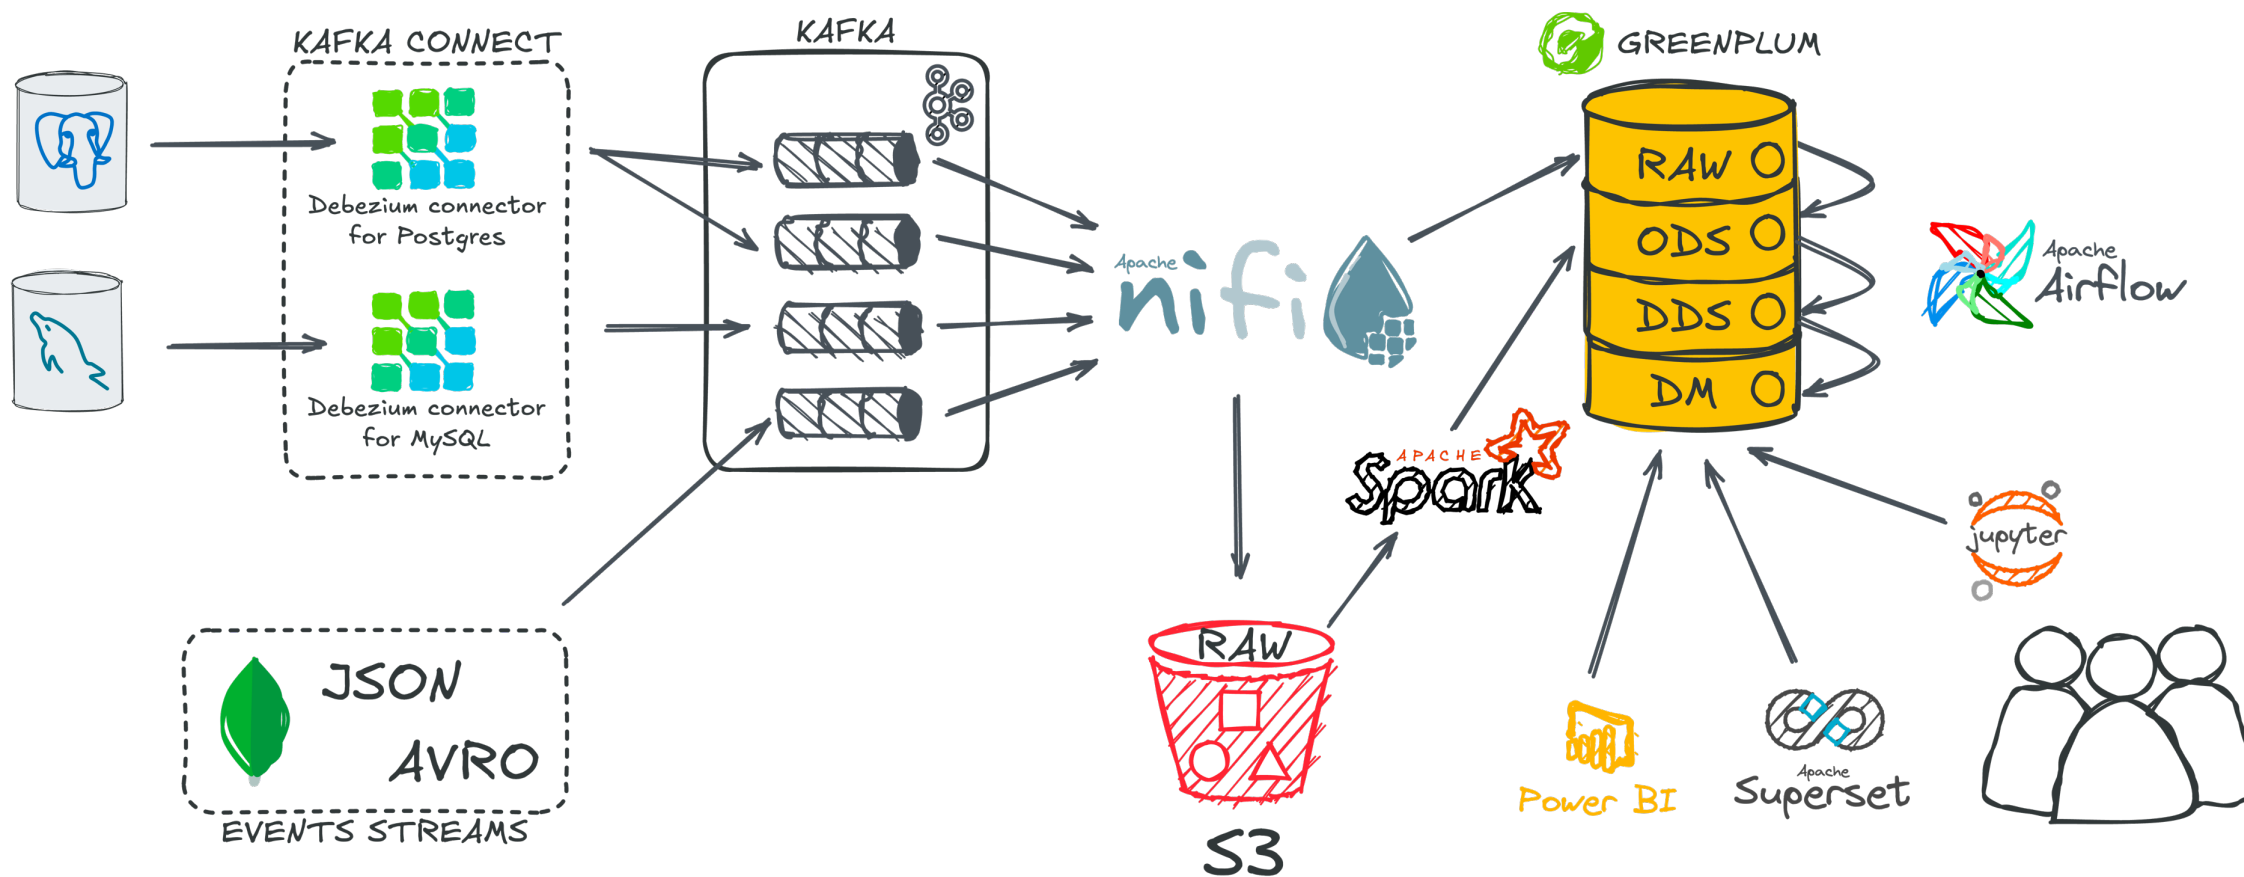 KAFKA CONNECT
Debezium connector
for Postgres
Debezium connector
for MySQL
JSON
AVRO
EVENTS STREAMS
KAFKA
Apache
nifi
RAW
S3
APACHE
Spark
GREENPLUM
RAW
ODS
DDS
DM
Apache
Airflow
jupyter
Power BI
Apache
Superset